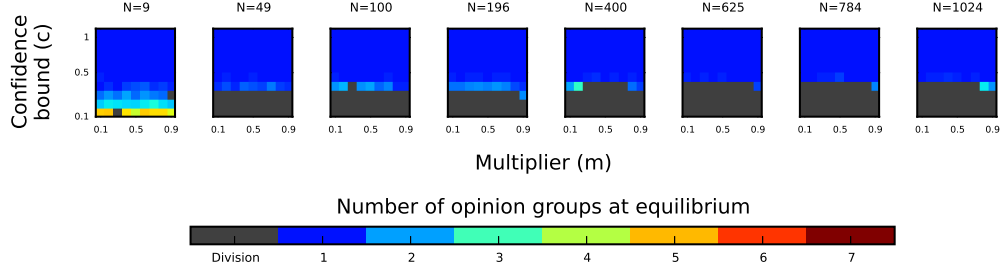 N=9 N=49 N=100 N=196 N=400 N=625 N=784 N=1024
Confidence
bound (c)
1
0.5
0.1
0.1 0.5 0.9 0.1 0.5 0.9 0.1 0.5 0.9 0.1 0.5 0.9 0.1 0.5 0.9 0.1 0.5 0.9 0.1 0.5 0.9 0.1 0.5 0.9
Multiplier (m)
Number of opinion groups at equilibrium
Division 1 2 3 4 5 6 7